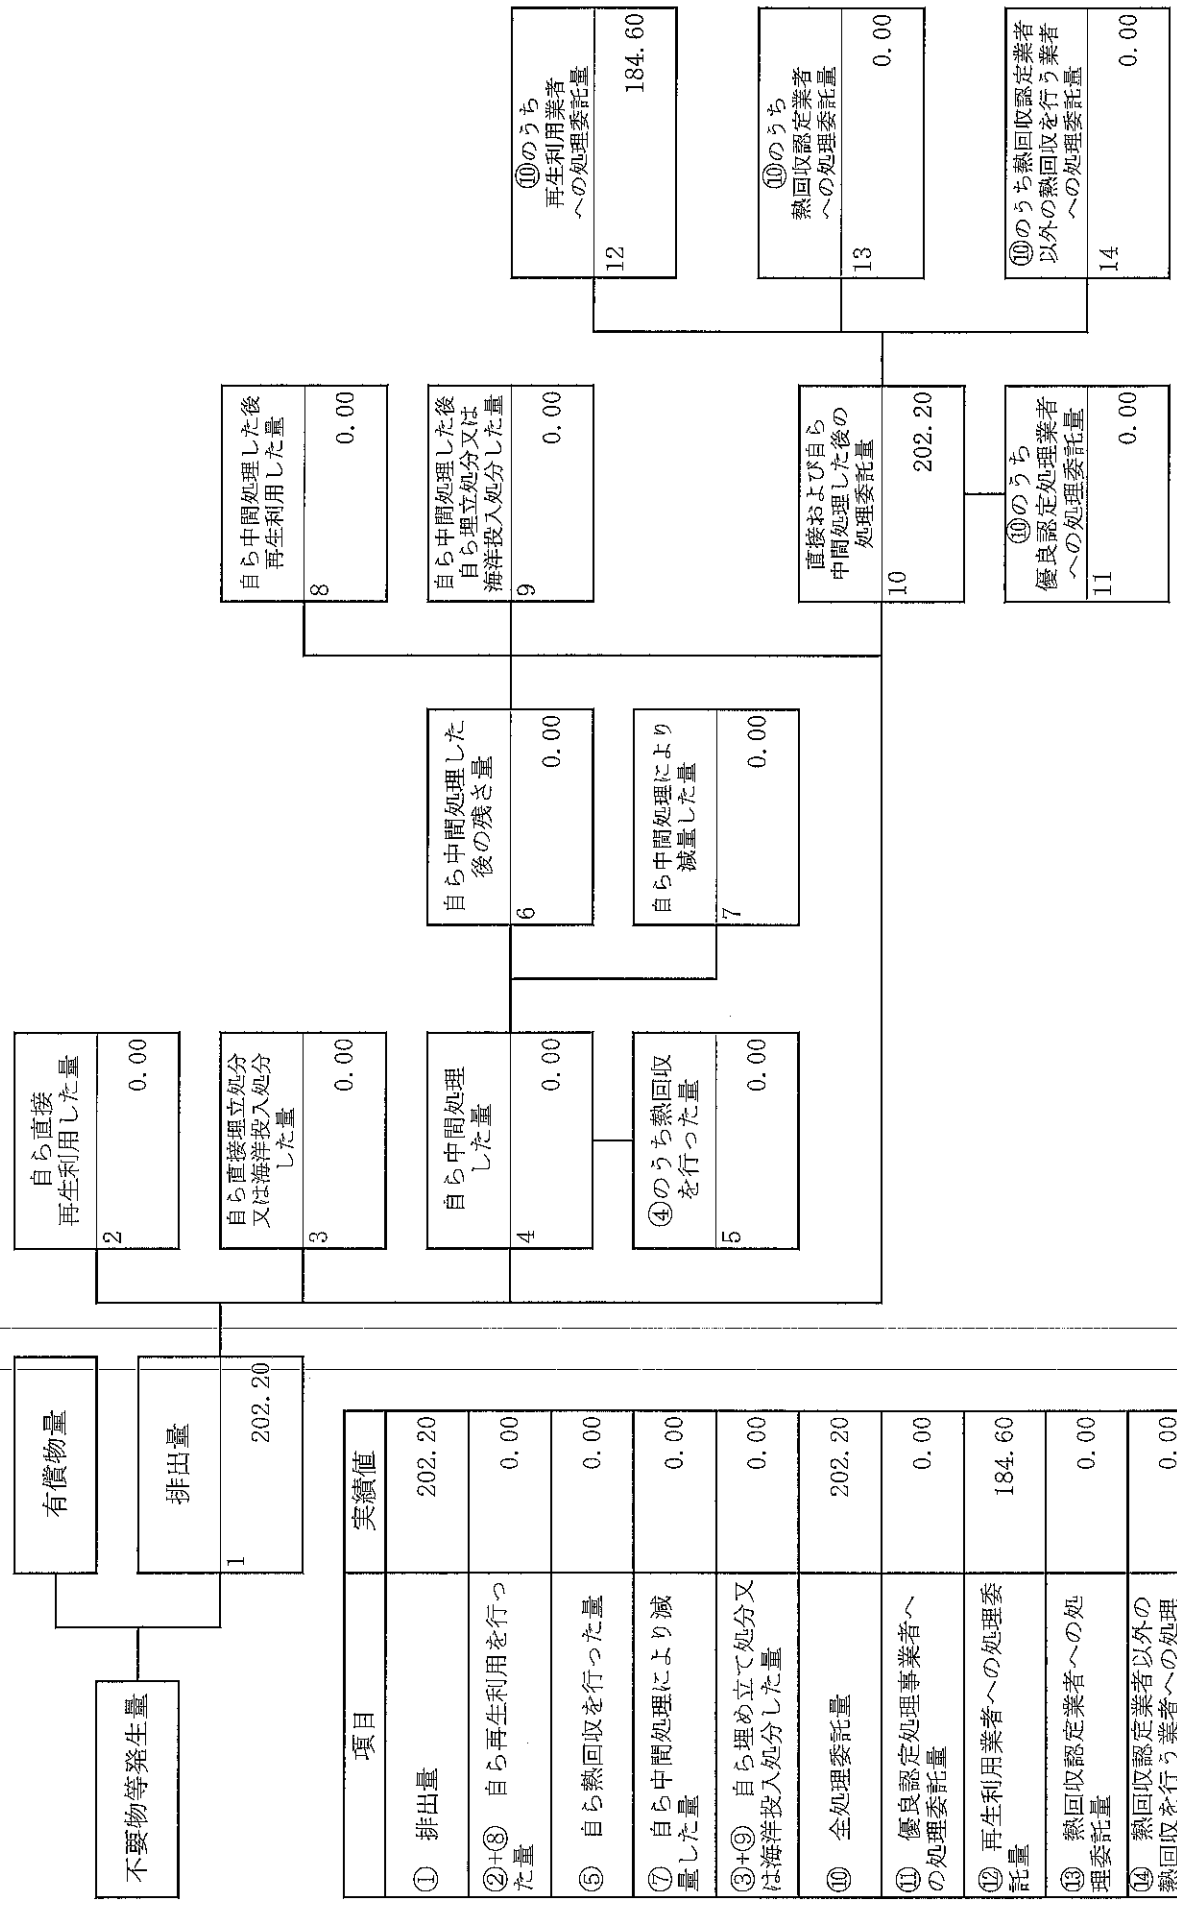 不要物等発生量
有償物量
排出量
1
202.20
自ら直接
再生利用した量
2
0.00
自ら直接埋立処分
又は海洋投入処分
した量
3
0.00
自ら中間処理
した量
4
0.00
④のうち熱回収
を行った量
5
0.00
自ら中間処理した
後の残さ量
6
0.00
自ら中間処理により
減量した量
7
0.00
自ら中間処理した後
再生利用した量
8
0.00
自ら中間処理した後
自ら埋立処分又は
海洋投入処分した量
9
0.00
直接および自ら
中間処理した後の
処理委託量
10
202.20
⑩のうち
優良認定処理業者
への処理委託量
11
0.00
⑩のうち
再生利用業者
への処理委託量
12
184.60
⑩のうち
熱回収認定業者
への処理委託量
13
0.00
⑩のうち熱回収認定業者
以外の熱回収を行う業者
への処理委託量
14
0.00
項目 実績値
① 排出量 202.20
②+⑧ 自ら再生利用を行っ
た量 0.00
⑤ 自ら熱回収を行った量 0.00
⑦ 自ら中間処理により減
量した量 0.00
③+⑨ 自ら埋め立て処分又
は海洋投入処分した量 0.00
⑩ 全処理委託量 202.20
⑪ 優良認定処理事業者へ
の処理委託量 0.00
⑫ 再生利用業者への処理委
託量 184.60
⑬ 熱回収認定業者への処
理委託量 0.00
⑭ 熱回収認定業者以外の
熱回収を行う業者への処理 0.00